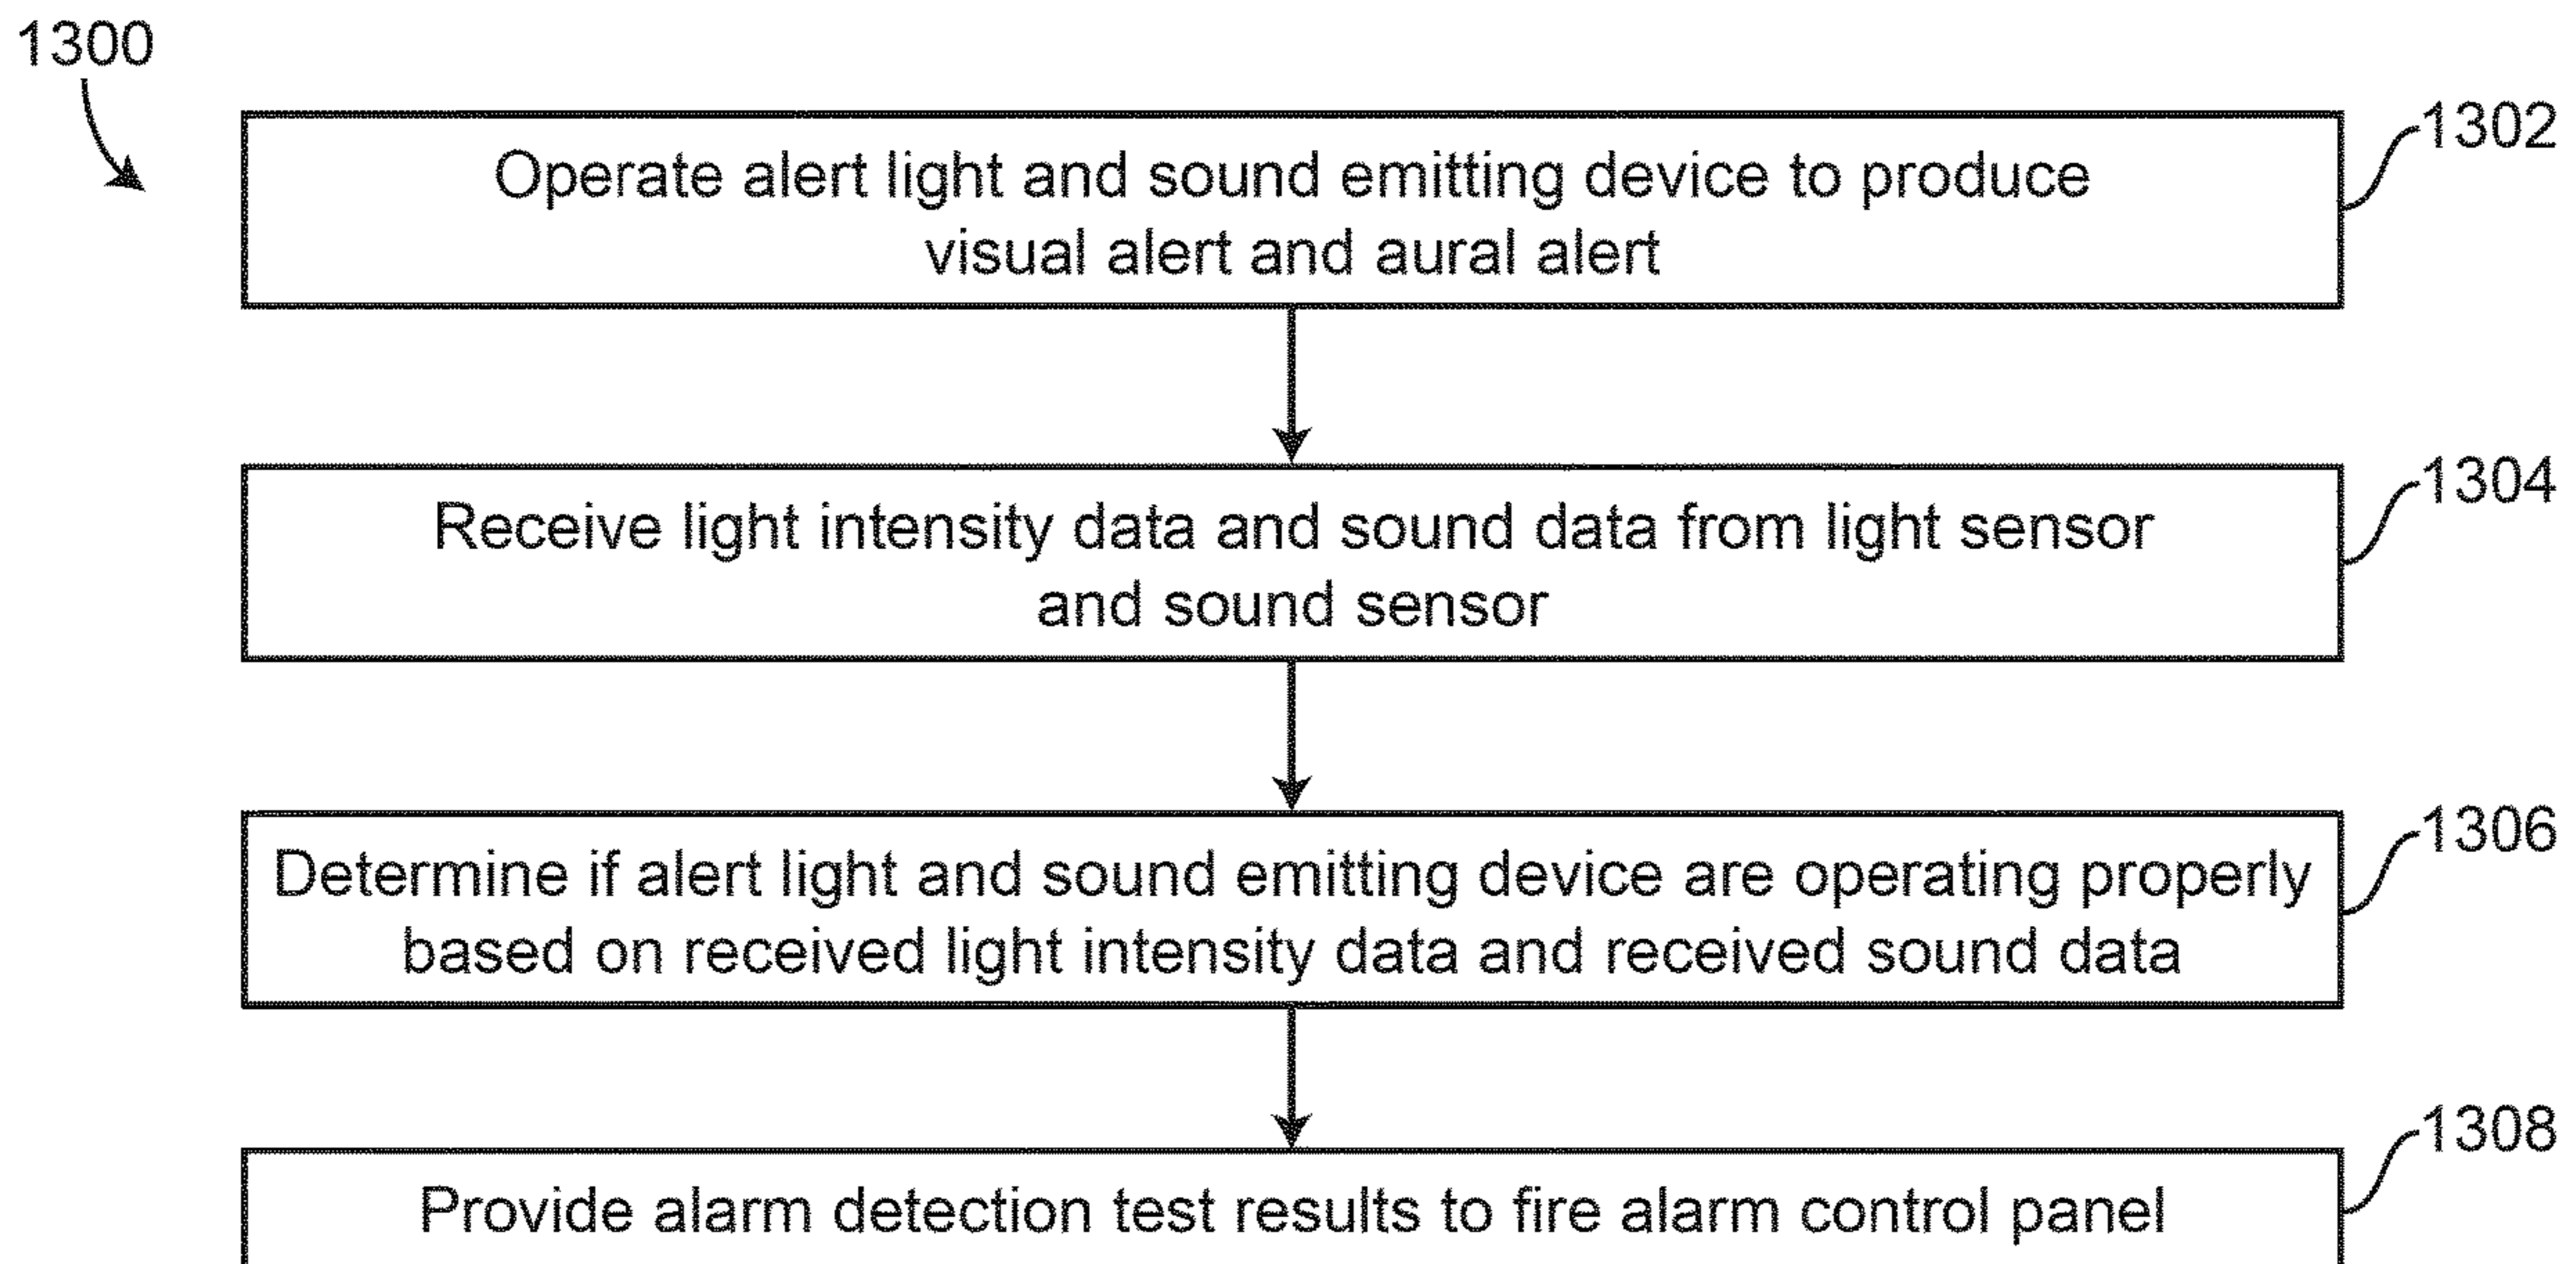 1300
1302
Operate alert light and sound emitting device to produce
visual alert and aural alert
1304
Receive light intensity data and sound data from light sensor
and sound sensor
1306
Determine if alert light and sound emitting device are operating properly
based on received light intensity data and received sound data
1308
Provide alarm detection test results to fire alarm control panel